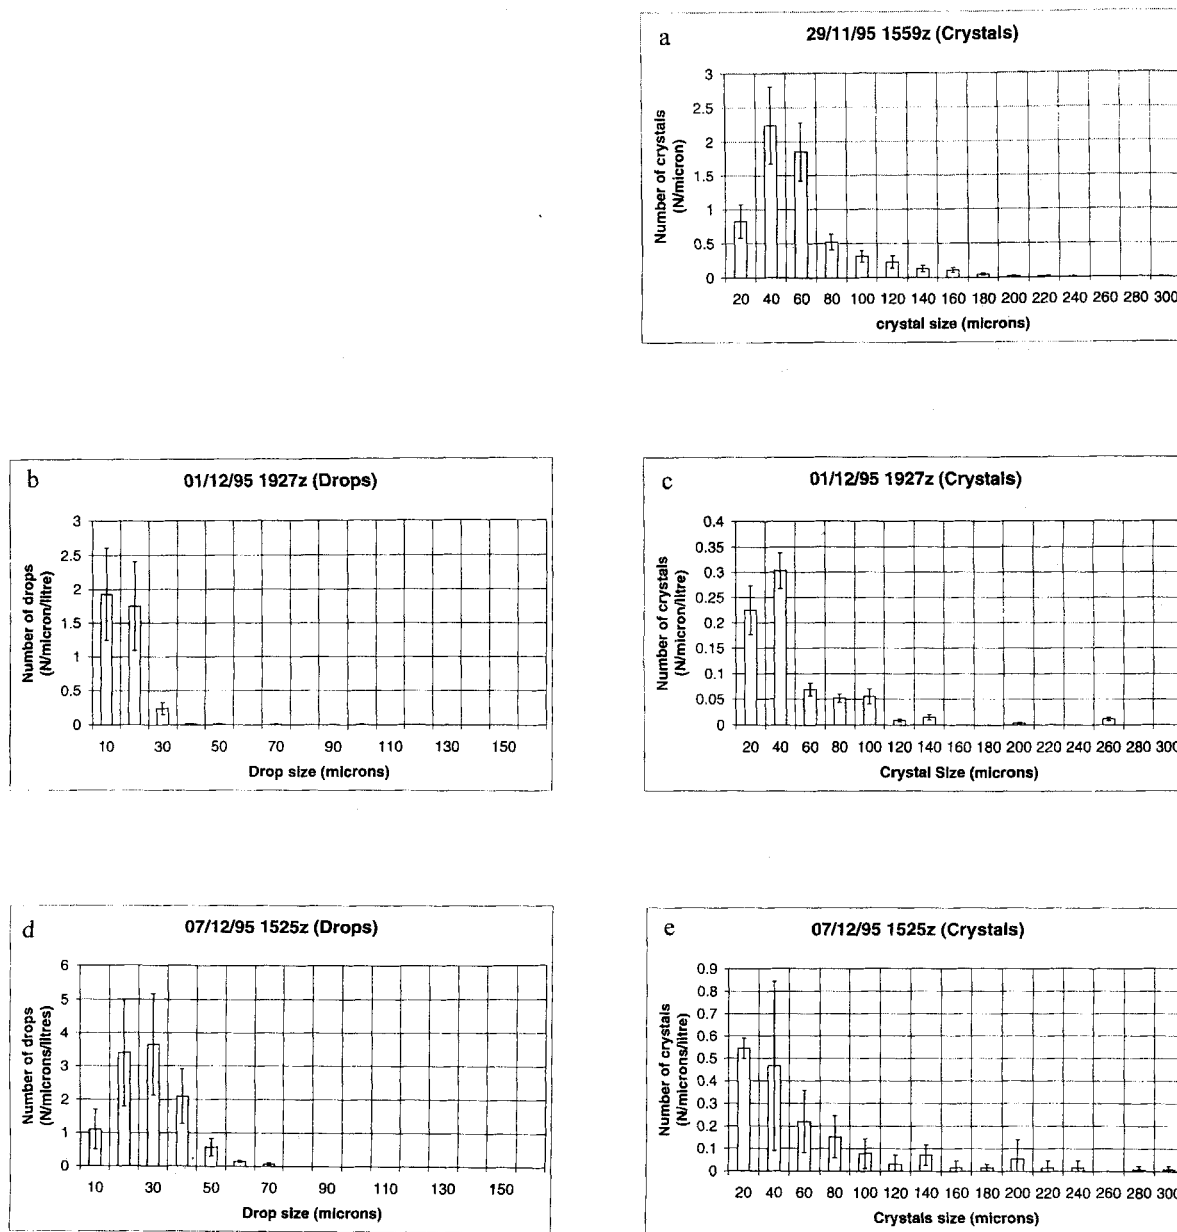 a
29/11/95 1559z (Crystals)
Number of crystals
(N/micron)
3
2.5
2
1.5
1
0.5
0
20 40 60 80 100 120 140 160 180 200 220 240 260 280 300
crystal size (microns)
b
01/12/95 1927z (Drops)
Number of drops
(N/micron/litre)
3
2.5
2
1.5
1
0.5
0
10 30 50 70 90 110 130 150
Drop size (microns)
c
01/12/95 1927z (Crystals)
Number of crystals
(N/micron/litre)
0.4
0.35
0.3
0.25
0.2
0.15
0.1
0.05
0
20 40 60 80 100 120 140 160 180 200 220 240 260 280 300
Crystal Size (microns)
d
07/12/95 1525z (Drops)
Number of drops
(N/microns/litres)
6
5
4
3
2
1
0
10 30 50 70 90 110 130 150
Drop size (microns)
e
07/12/95 1525z (Crystals)
Number of crystals
(N/microns/litre)
0.9
0.8
0.7
0.6
0.5
0.4
0.3
0.2
0.1
0
20 40 60 80 100 120 140 160 180 200 220 240 260 280 300
Crystals size (microns)